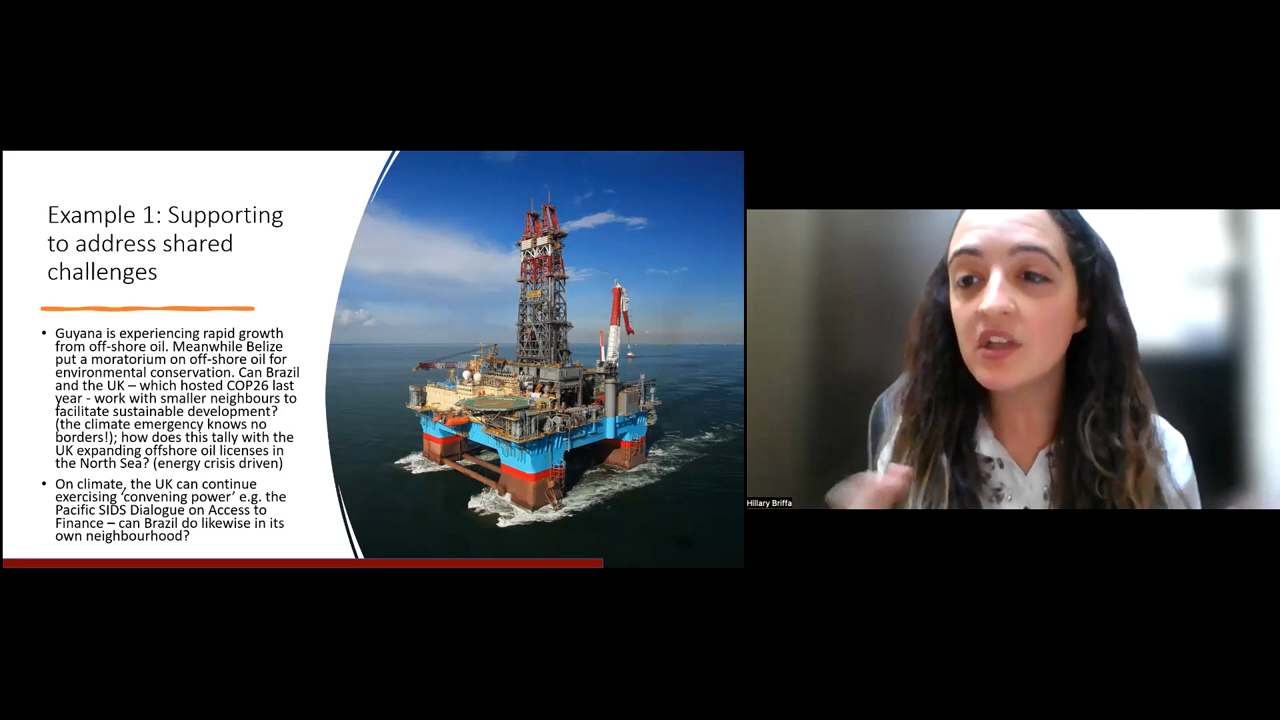 Example 1: Supporting
to address shared
challenges
• Guyana is experiencing rapid growth
from off-shore oil. Meanwhile Belize
put a moratorium on off-shore oil for
environmental conservation. Can Brazil
and the UK – which hosted COP26 last
year - work with smaller neighbours to
facilitate sustainable development?
(the climate emergency knows no
borders!); how does this tally with the
UK expanding offshore oil licenses in
the North Sea? (energy crisis driven)
• On climate, the UK can continue
exercising ‘convening power’ e.g. the
Pacific SIDS Dialogue on Access to
Finance – can Brazil do likewise in its
own neighbourhood?
Hillary Briffa